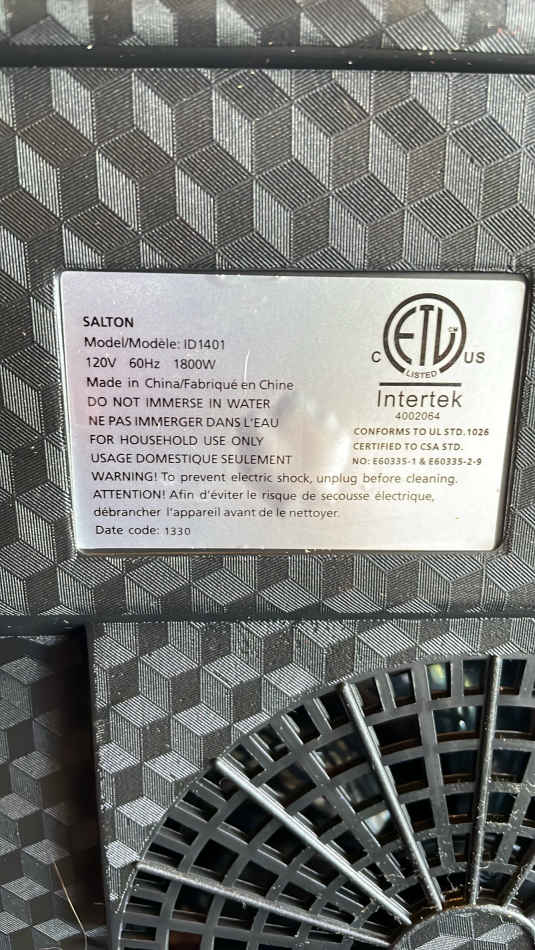 SALTON
Model/Modèle: ID1401
120V 60Hz 1800W
Made in China/Fabriqué en Chine
DO NOT IMMERSE IN WATER
NE PAS IMMERGER DANS L'EAU
FOR HOUSEHOLD USE ONLY
USAGE DOMESTIQUE SEULEMENT
WARNING! To prevent electric shock, unplug before cleaning.
ATTENTION! Afin d'éviter le risque de secousse électrique,
débrancher l'appareil avant de le nettoyer.
Date code: 1330
ETL CM
C US
LISTED
Intertek
4002064
CONFORMS TO UL STD.1026
CERTIFIED TO CSA STD.
NO: E60335-1 & E60335-2-9